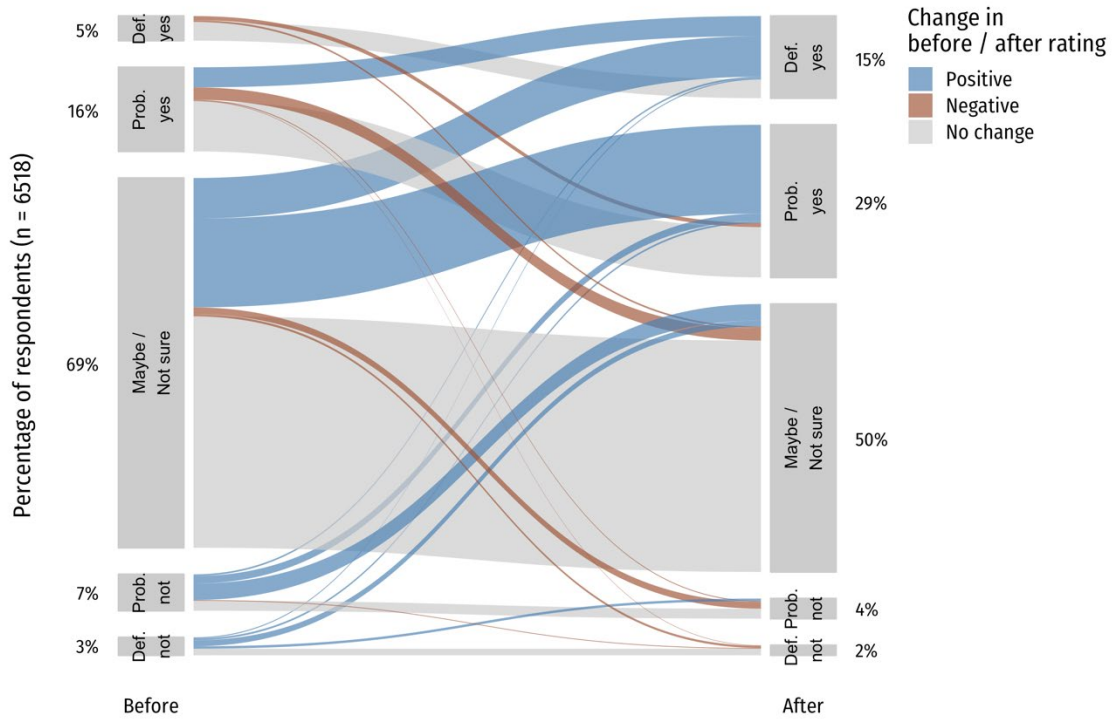 Change in
before / after rating
Positive
Negative
No change
Percentage of respondents (n = 6518)
5%
Def.
yes
16%
Prob.
yes
69%
Maybe /
Not sure
7%
Prob.
not
3%
Def.
not
Def.
yes
15%
Prob.
yes
29%
Maybe /
Not sure
50%
Prob.
not
4%
Def.
not
2%
Before
After